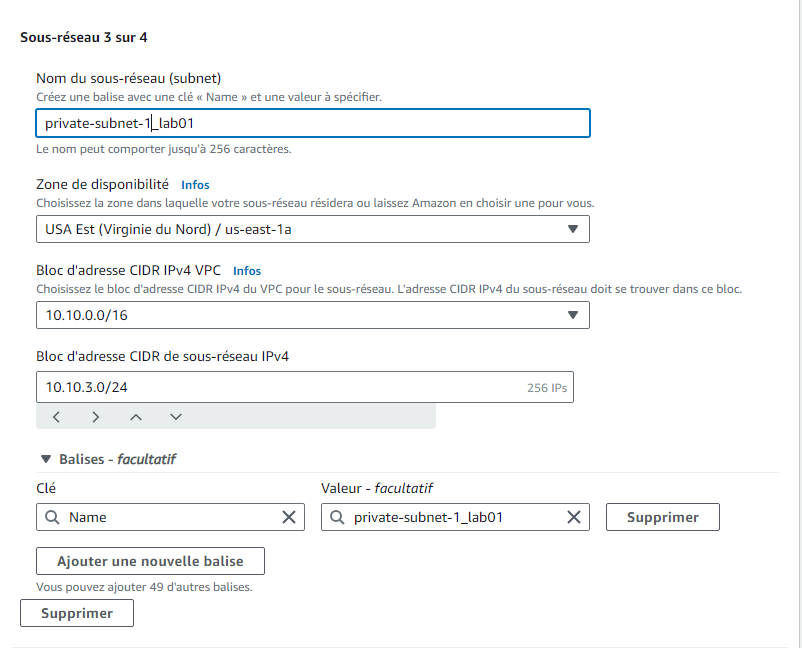 Sous-réseau 3 sur 4
Nom du sous-réseau (subnet)
Créez une balise avec une clé « Name » et une valeur à spécifier.
private-subnet-1_lab01
Le nom peut comporter jusqu'à 256 caractères.
Zone de disponibilité Infos
Choisissez la zone dans laquelle votre sous-réseau résidera ou laissez Amazon en choisir une pour vous.
USA Est (Virginie du Nord) / us-east-1a
Bloc d'adresse CIDR IPv4 VPC Infos
Choisissez le bloc d'adresse CIDR IPv4 du VPC pour le sous-réseau. L'adresse CIDR IPv4 du sous-réseau doit se trouver dans ce bloc.
10.10.0.0/16
Bloc d'adresse CIDR de sous-réseau IPv4
10.10.3.0/24 256 IPs
Balises - facultatif
Clé Valeur - facultatif
Name private-subnet-1_lab01 Supprimer
Ajouter une nouvelle balise
Vous pouvez ajouter 49 d'autres balises.
Supprimer